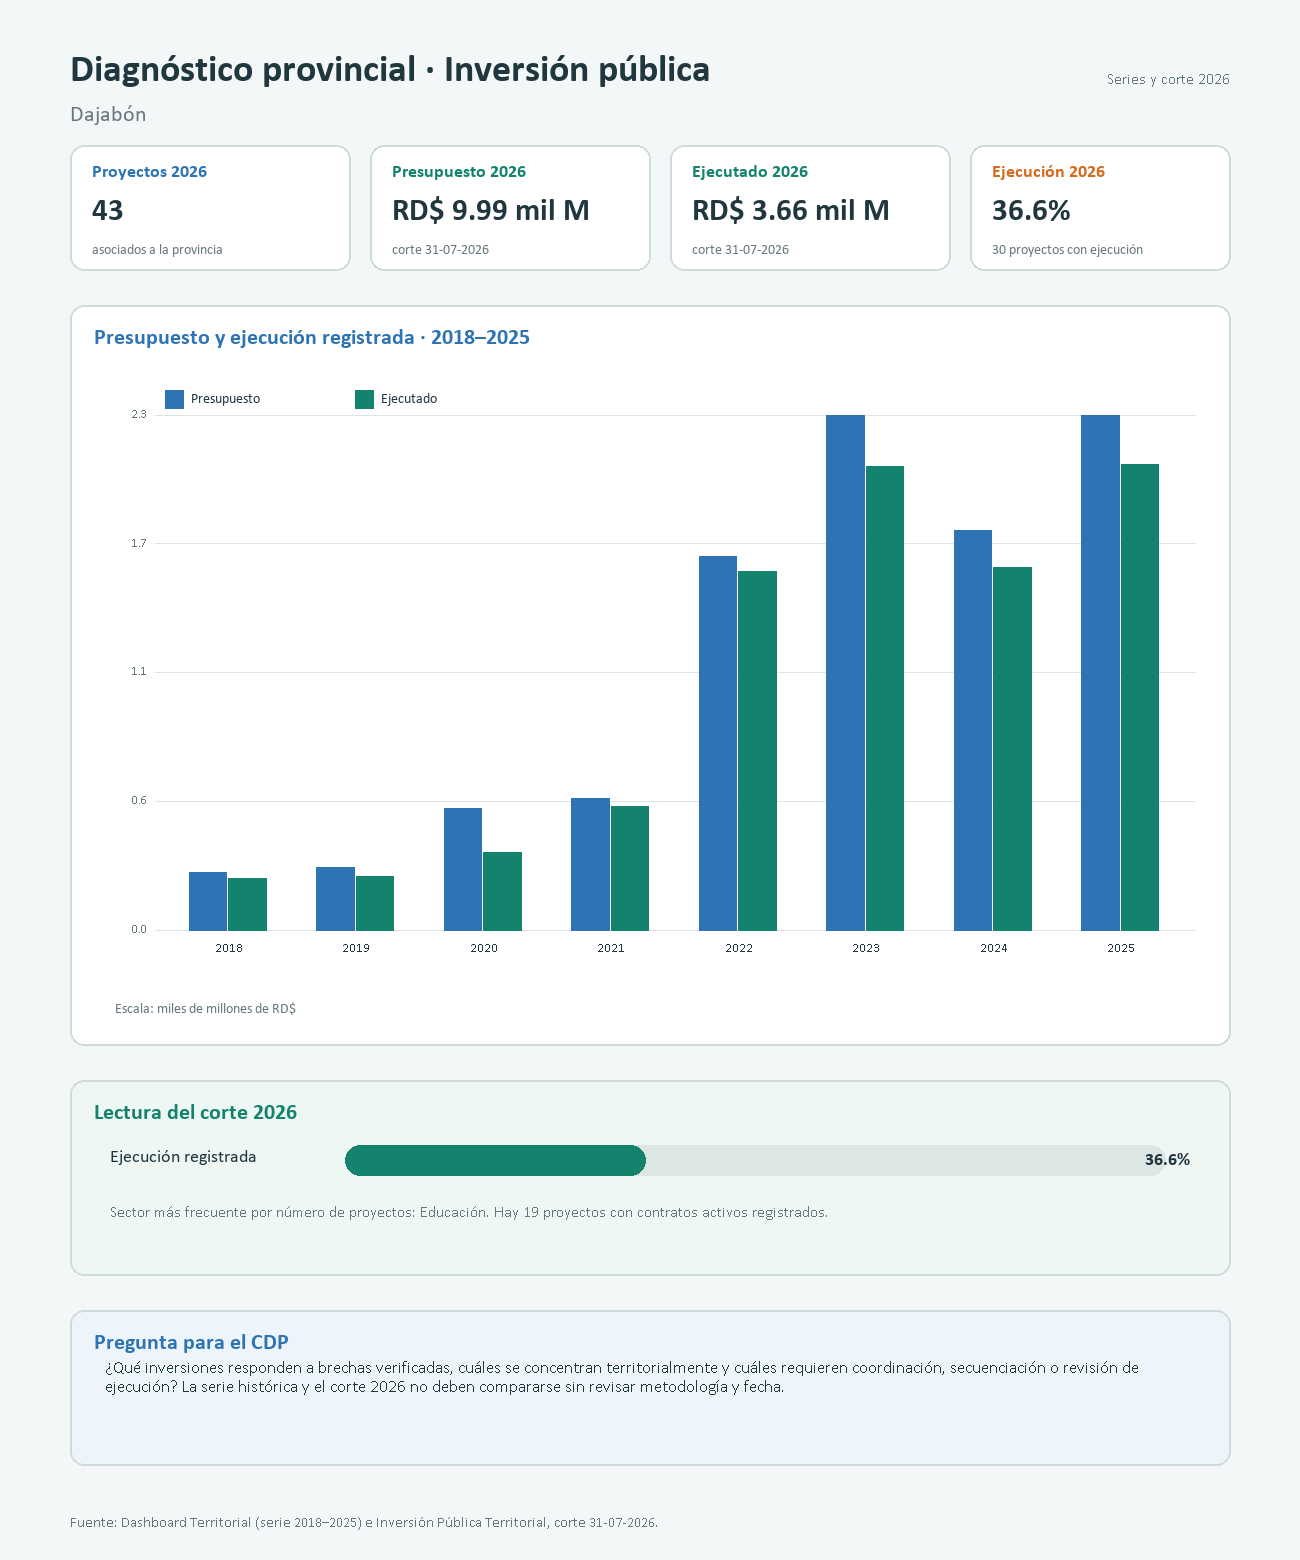 Diagnóstico provincial · Inversión pública
Series y corte 2026
Dajabón
Proyectos 2026
43
asociados a la provincia
Presupuesto 2026
RD$ 9.99 mil M
corte 31-07-2026
Ejecutado 2026
RD$ 3.66 mil M
corte 31-07-2026
Ejecución 2026
36.6%
30 proyectos con ejecución
Presupuesto y ejecución registrada · 2018–2025
Presupuesto
Ejecutado
2.3
1.7
1.1
0.6
0.0
2018
2019
2020
2021
2022
2023
2024
2025
Escala: miles de millones de RD$
Lectura del corte 2026
Ejecución registrada
36.6%
Sector más frecuente por número de proyectos: Educación. Hay 19 proyectos con contratos activos registrados.
Pregunta para el CDP
¿Qué inversiones responden a brechas verificadas, cuáles se concentran territorialmente y cuáles requieren coordinación, secuenciación o revisión de
ejecución? La serie histórica y el corte 2026 no deben compararse sin revisar metodología y fecha.
Fuente: Dashboard Territorial (serie 2018–2025) e Inversión Pública Territorial, corte 31-07-2026.